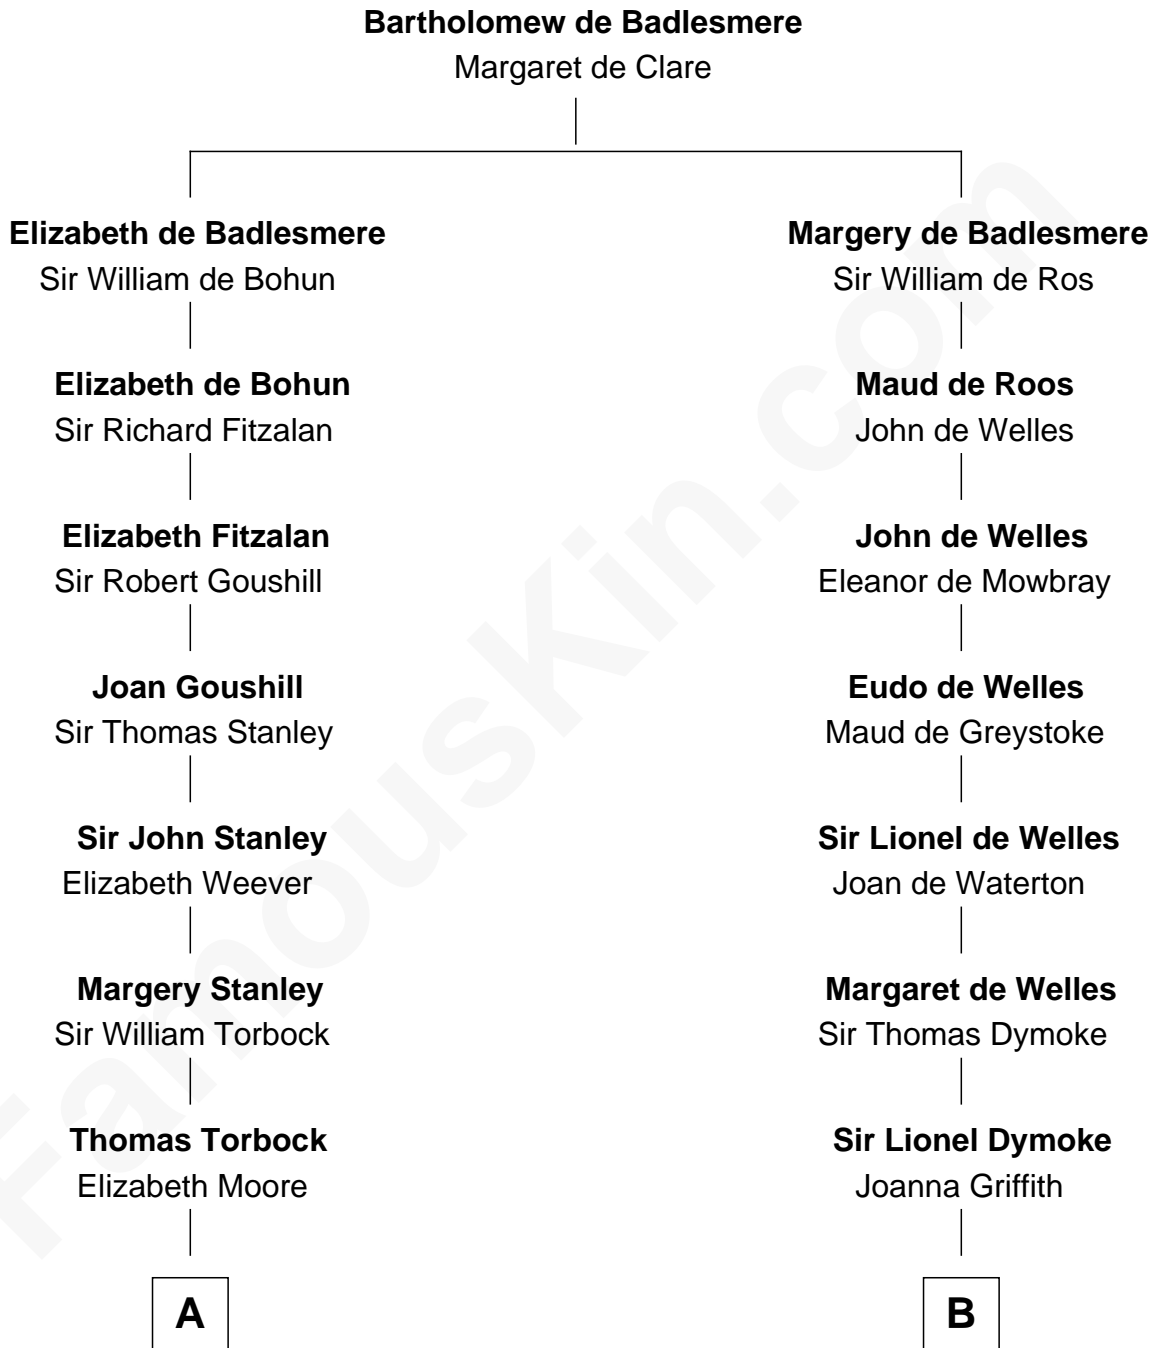 Bartholomew de Badlesmere
Margaret de Clare
Elizabeth de Badlesmere
Sir William de Bohun
Margery de Badlesmere
Sir William de Ros
Elizabeth de Bohun
Sir Richard Fitzalan
Maud de Roos
John de Welles
Elizabeth Fitzalan
Sir Robert Goushill
John de Welles
Eleanor de Mowbray
Joan Goushill
Sir Thomas Stanley
Eudo de Welles
Maud de Greystoke
Sir John Stanley
Elizabeth Weever
Sir Lionel de Welles
Joan de Waterton
Margery Stanley
Sir William Torbock
Margaret de Welles
Sir Thomas Dymoke
Thomas Torbock
Elizabeth Moore
Sir Lionel Dymoke
Joanna Griffith
A
B
FamousKin.com